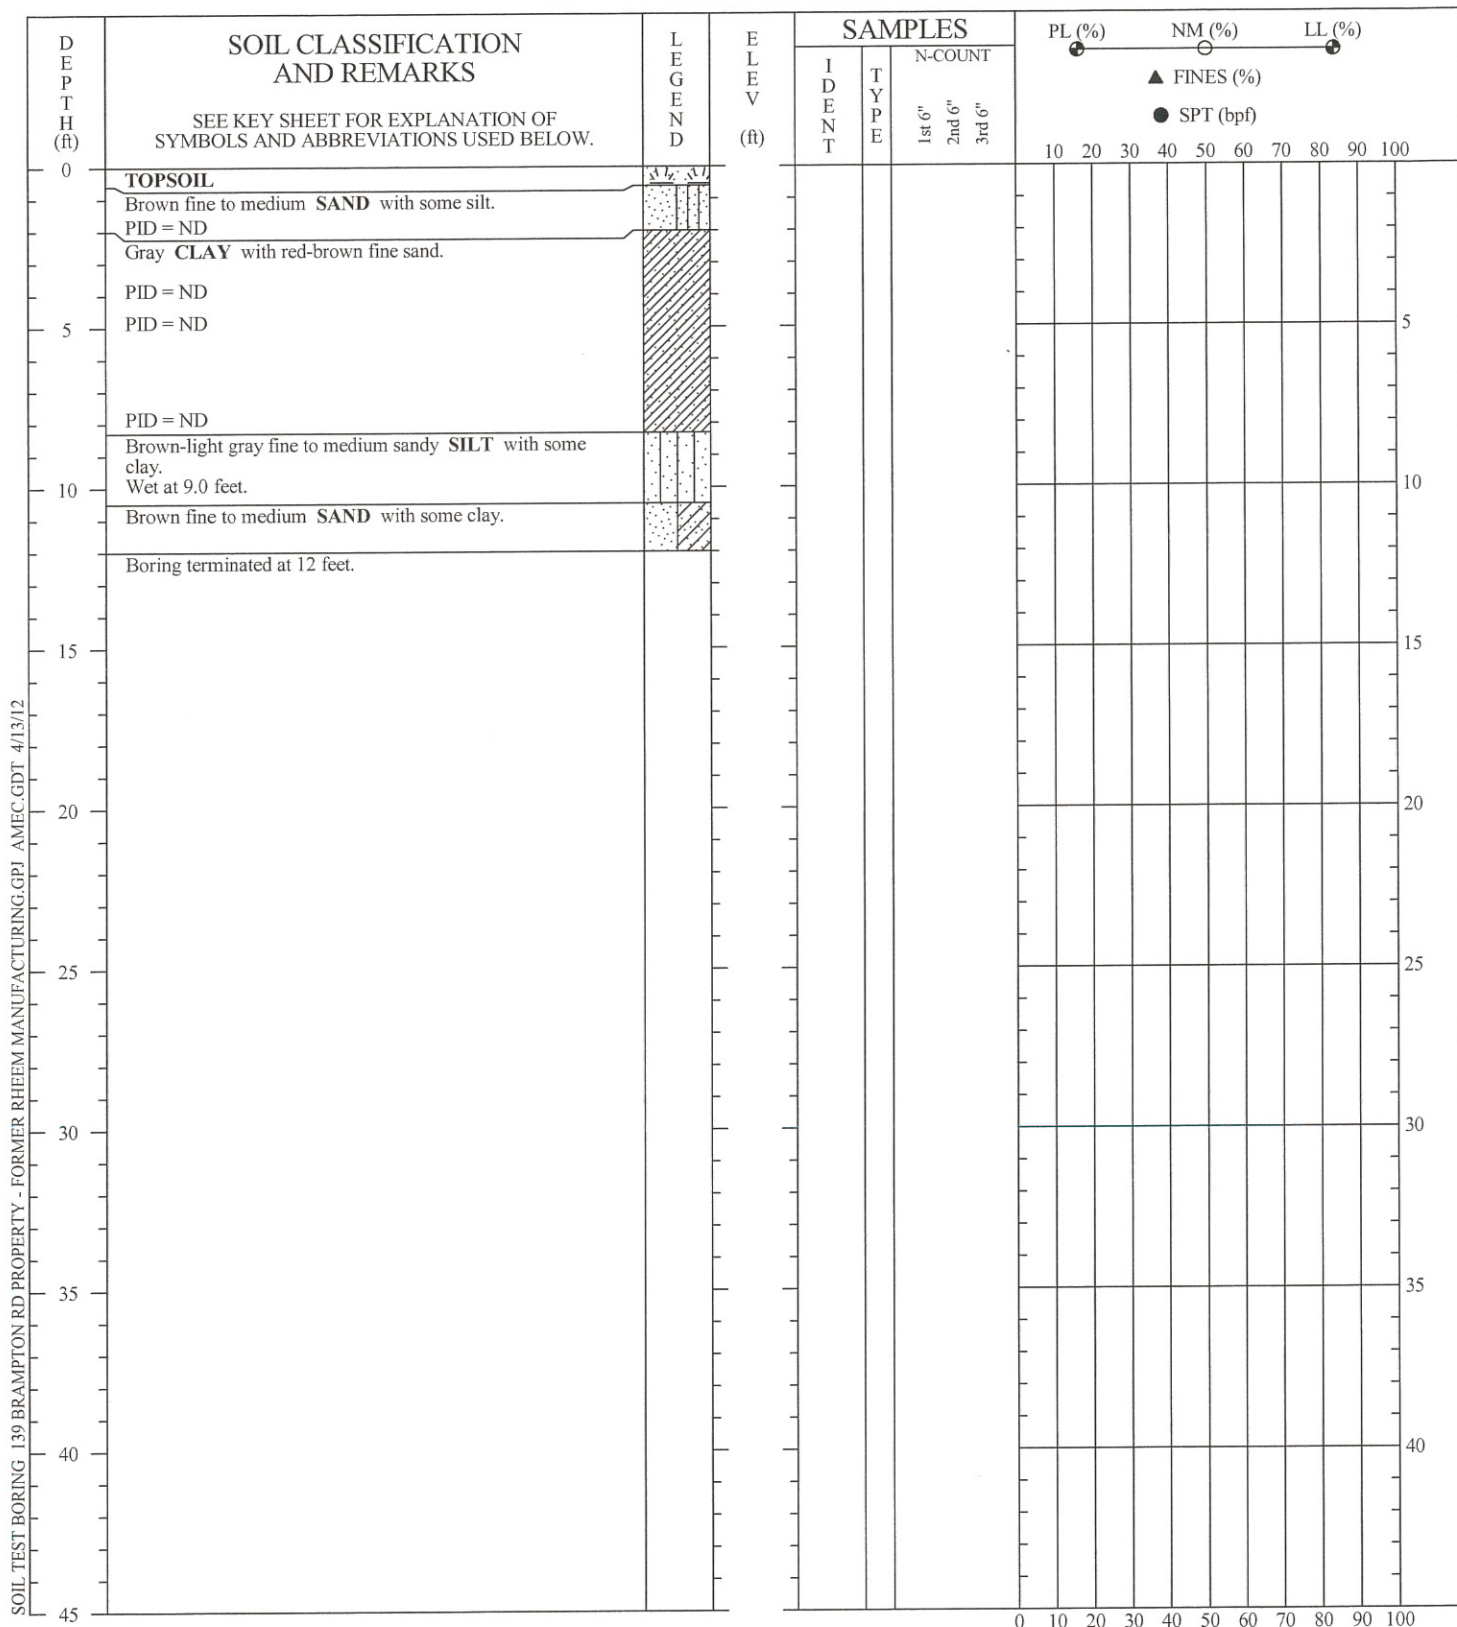 DEPTH
(ft)
SOIL CLASSIFICATION
AND REMARKS
SEE KEY SHEET FOR EXPLANATION OF
SYMBOLS AND ABBREVIATIONS USED BELOW.
LEGEND
ELEV
(ft)
SAMPLES
IDENT
TYPE
N-COUNT
1st 6"
2nd 6"
3rd 6"
PL (%) NM (%) LL (%)
▲ FINES (%)
● SPT (bpf)
10 20 30 40 50 60 70 80 90 100
0
TOPSOIL
Brown fine to medium SAND with some silt.
PID = ND
Gray CLAY with red-brown fine sand.
PID = ND
5 PID = ND 5
PID = ND
Brown-light gray fine to medium sandy SILT with some
clay.
10 Wet at 9.0 feet. 10
Brown fine to medium SAND with some clay.
Boring terminated at 12 feet.
15 15
20 20
25 25
30 30
35 35
40 40
45
0 10 20 30 40 50 60 70 80 90 100
SOIL TEST BORING 139 BRAMPTON RD PROPERTY - FORMER RHEEM MANUFACTURING.GPJ AMEC.GDT 4/13/12